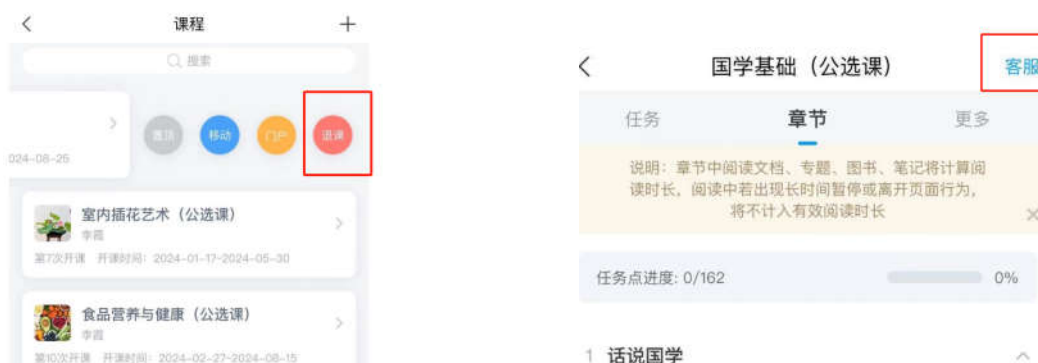 课程
搜索
置顶
移动
门户
退课
024-08-25
室内插花艺术（公选课）
李霞
第7次开课 开课时间：2024-01-17-2024-05-30
食品营养与健康（公选课）
李霞
第10次开课 开课时间：2024-02-27-2024-08-15
国学基础（公选课）
客服
任务
章节
更多
说明：章节中阅读文档、专题、图书、笔记将计算阅
读时长，阅读中若出现长时间暂停或离开页面行为，
将不计入有效阅读时长
任务点进度: 0/162
0%
1 话说国学